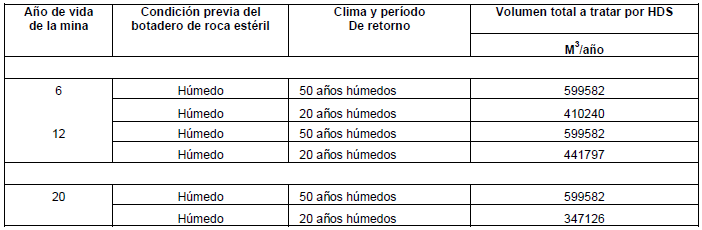 Año de vida de la mina Condición previa del botadero de roca estéril Clima y período De retorno Volumen total a tratar por HDS
M3/año
6 Húmedo 50 años húmedos 599582
Húmedo 20 años húmedos 410240
12 Húmedo 50 años húmedos 599582
Húmedo 20 años húmedos 441797
20 Húmedo 50 años húmedos 599582
Húmedo 20 años húmedos 347126